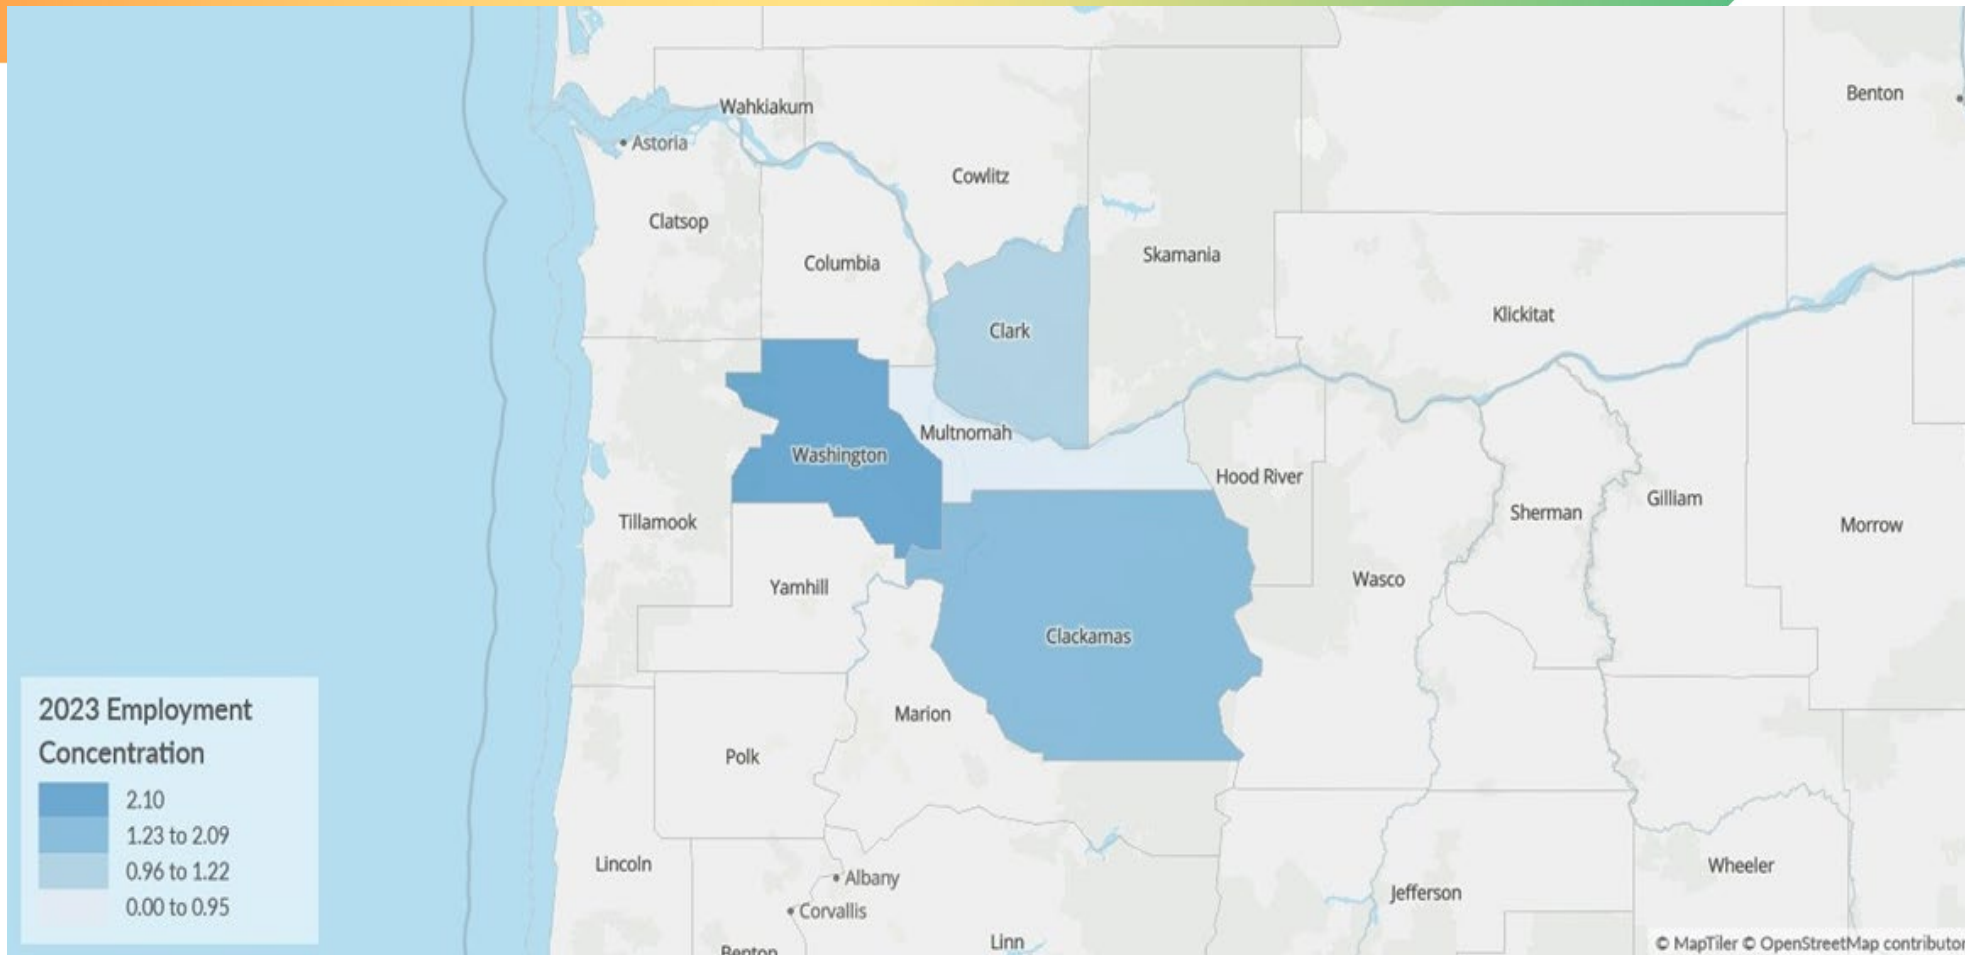 Benton
Wahkiakum
Astoria
Cowlitz
Clatsop
Columbia
Skamania
Klickitat
Clark
Multnomah
Washington
Hood River
Gilliam
Sherman
Tillamook
Morrow
Wasco
Yamhill
Clackamas
Marion
Polk
Lincoln
Albany
Corvallis
Wheeler
Jefferson
Linn
Benton
2023 Employment
Concentration
2.10
1.23 to 2.09
0.96 to 1.22
0.00 to 0.95
© MapTiler © OpenStreetMap contributor